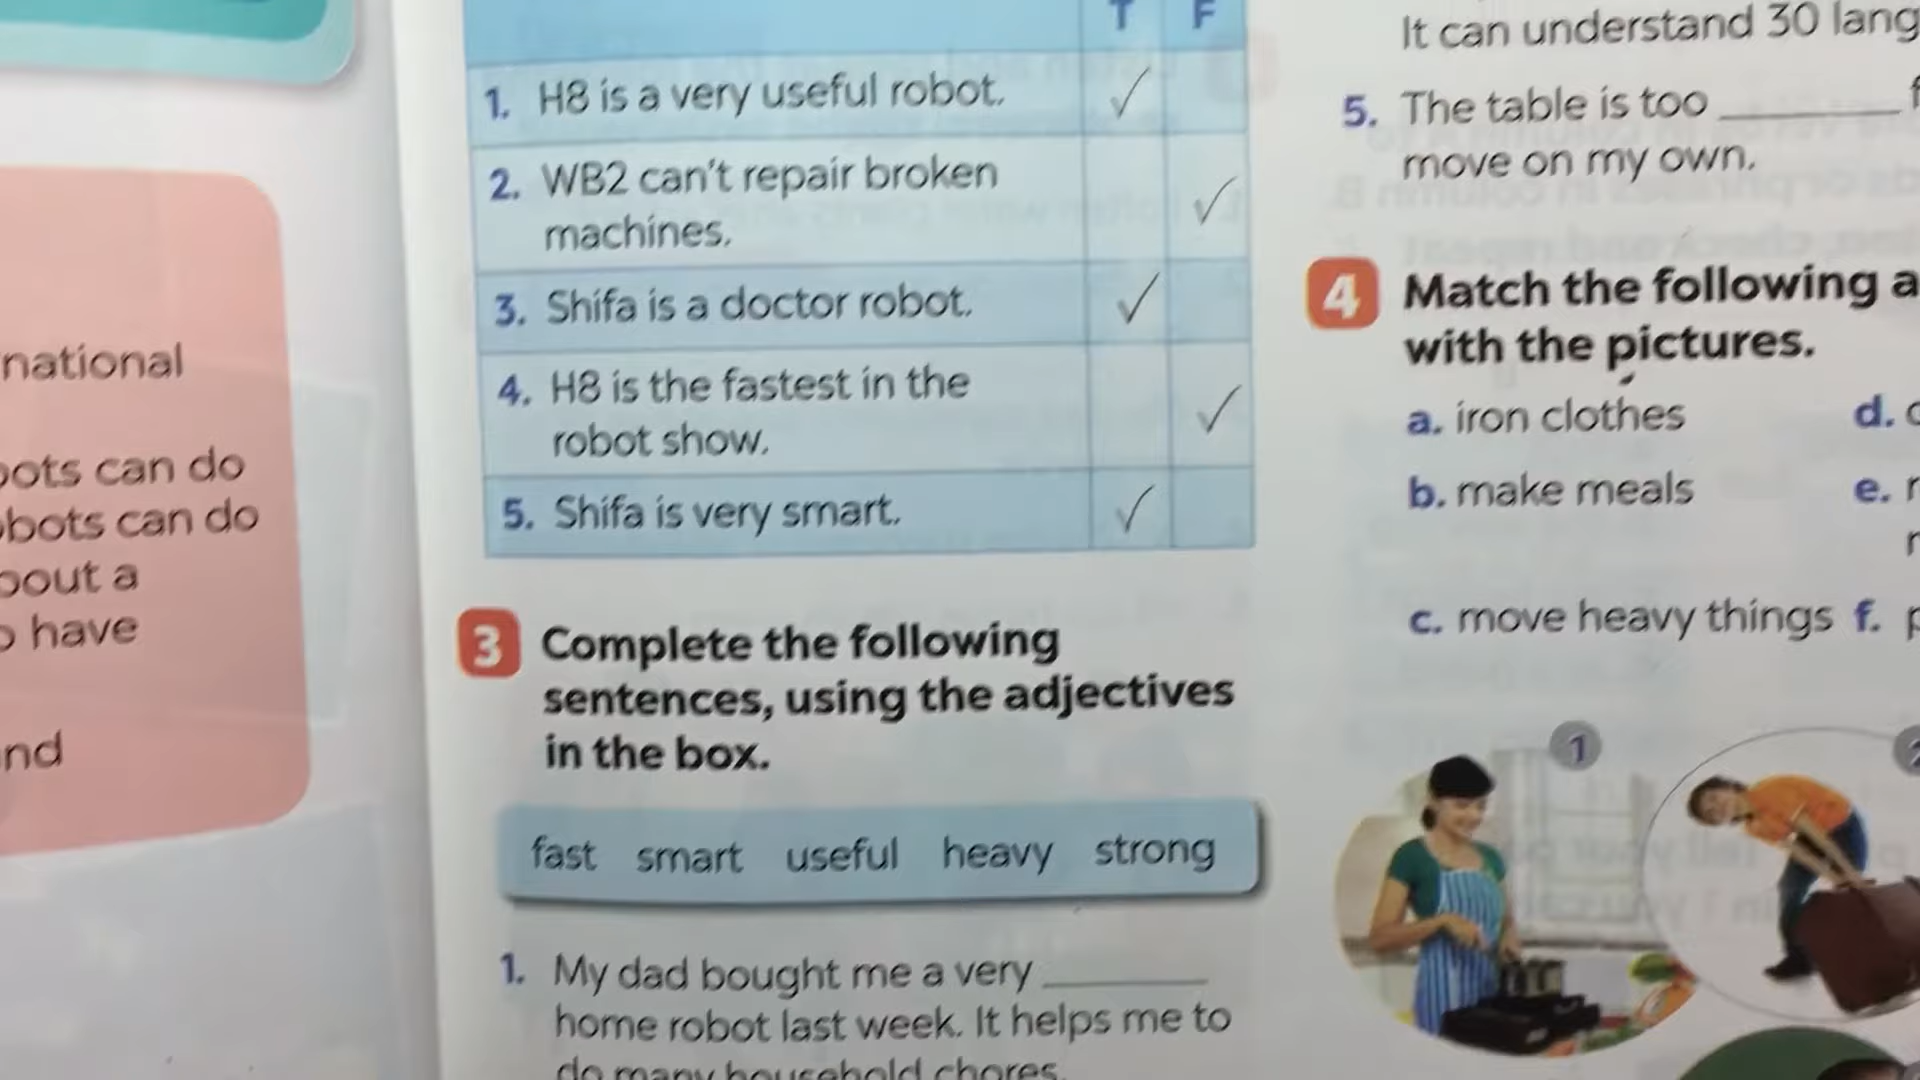 national
can do
can do
a
have
T F
1. H8 is a very useful robot. ✓
2. WB2 can't repair broken
machines. ✓
3. Shifa is a doctor robot. ✓
4. H8 is the fastest in the
robot show. ✓
5. Shifa is very smart. ✓
3 Complete the following
sentences, using the adjectives
in the box.
fast smart useful heavy strong
1. My dad bought me a very ________
home robot last week. It helps me to
do many household chores.
It can understand 30
5. The table is too ________
move on my own.
4 Match the following
with the pictures.
a. iron clothes d.
b. make meals e.
c. move heavy things f.
1
2